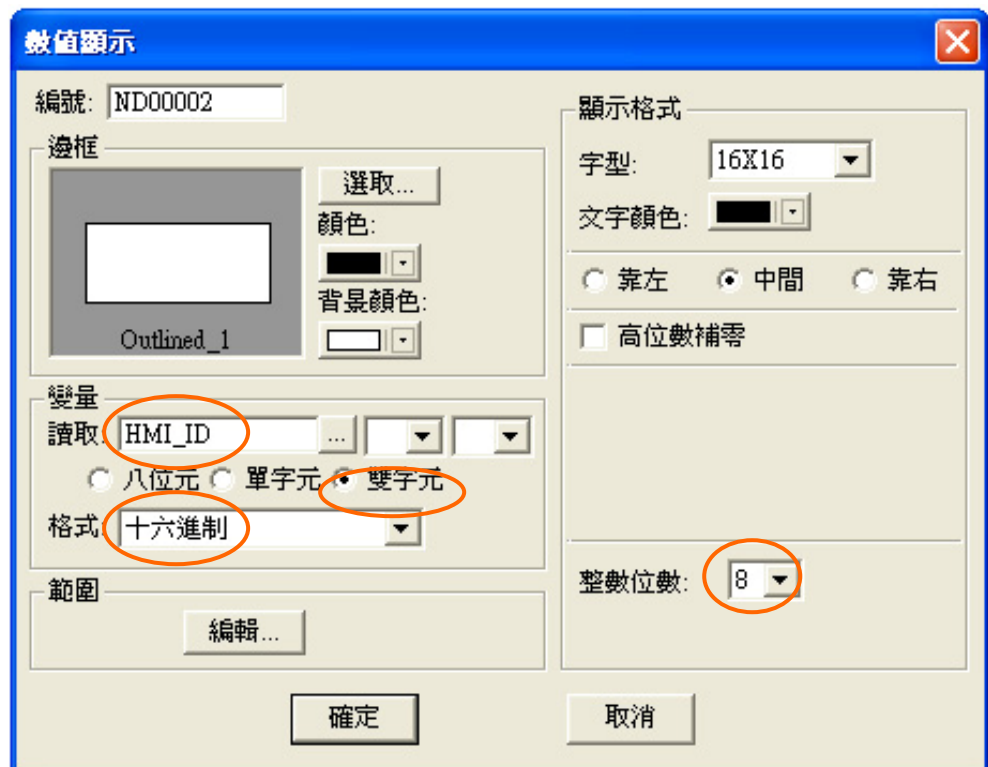 數值顯示
編號: ND00002
邊框
Outlined_1
選取...
顏色:
背景顏色:
變量
讀取: HMI_ID ...
八位元 單字元 雙字元
格式: 十六進制
範圍
編輯...
顯示格式
字型: 16X16
文字顏色:
靠左 中間 靠右
高位數補零
整數位數: 8
確定 取消